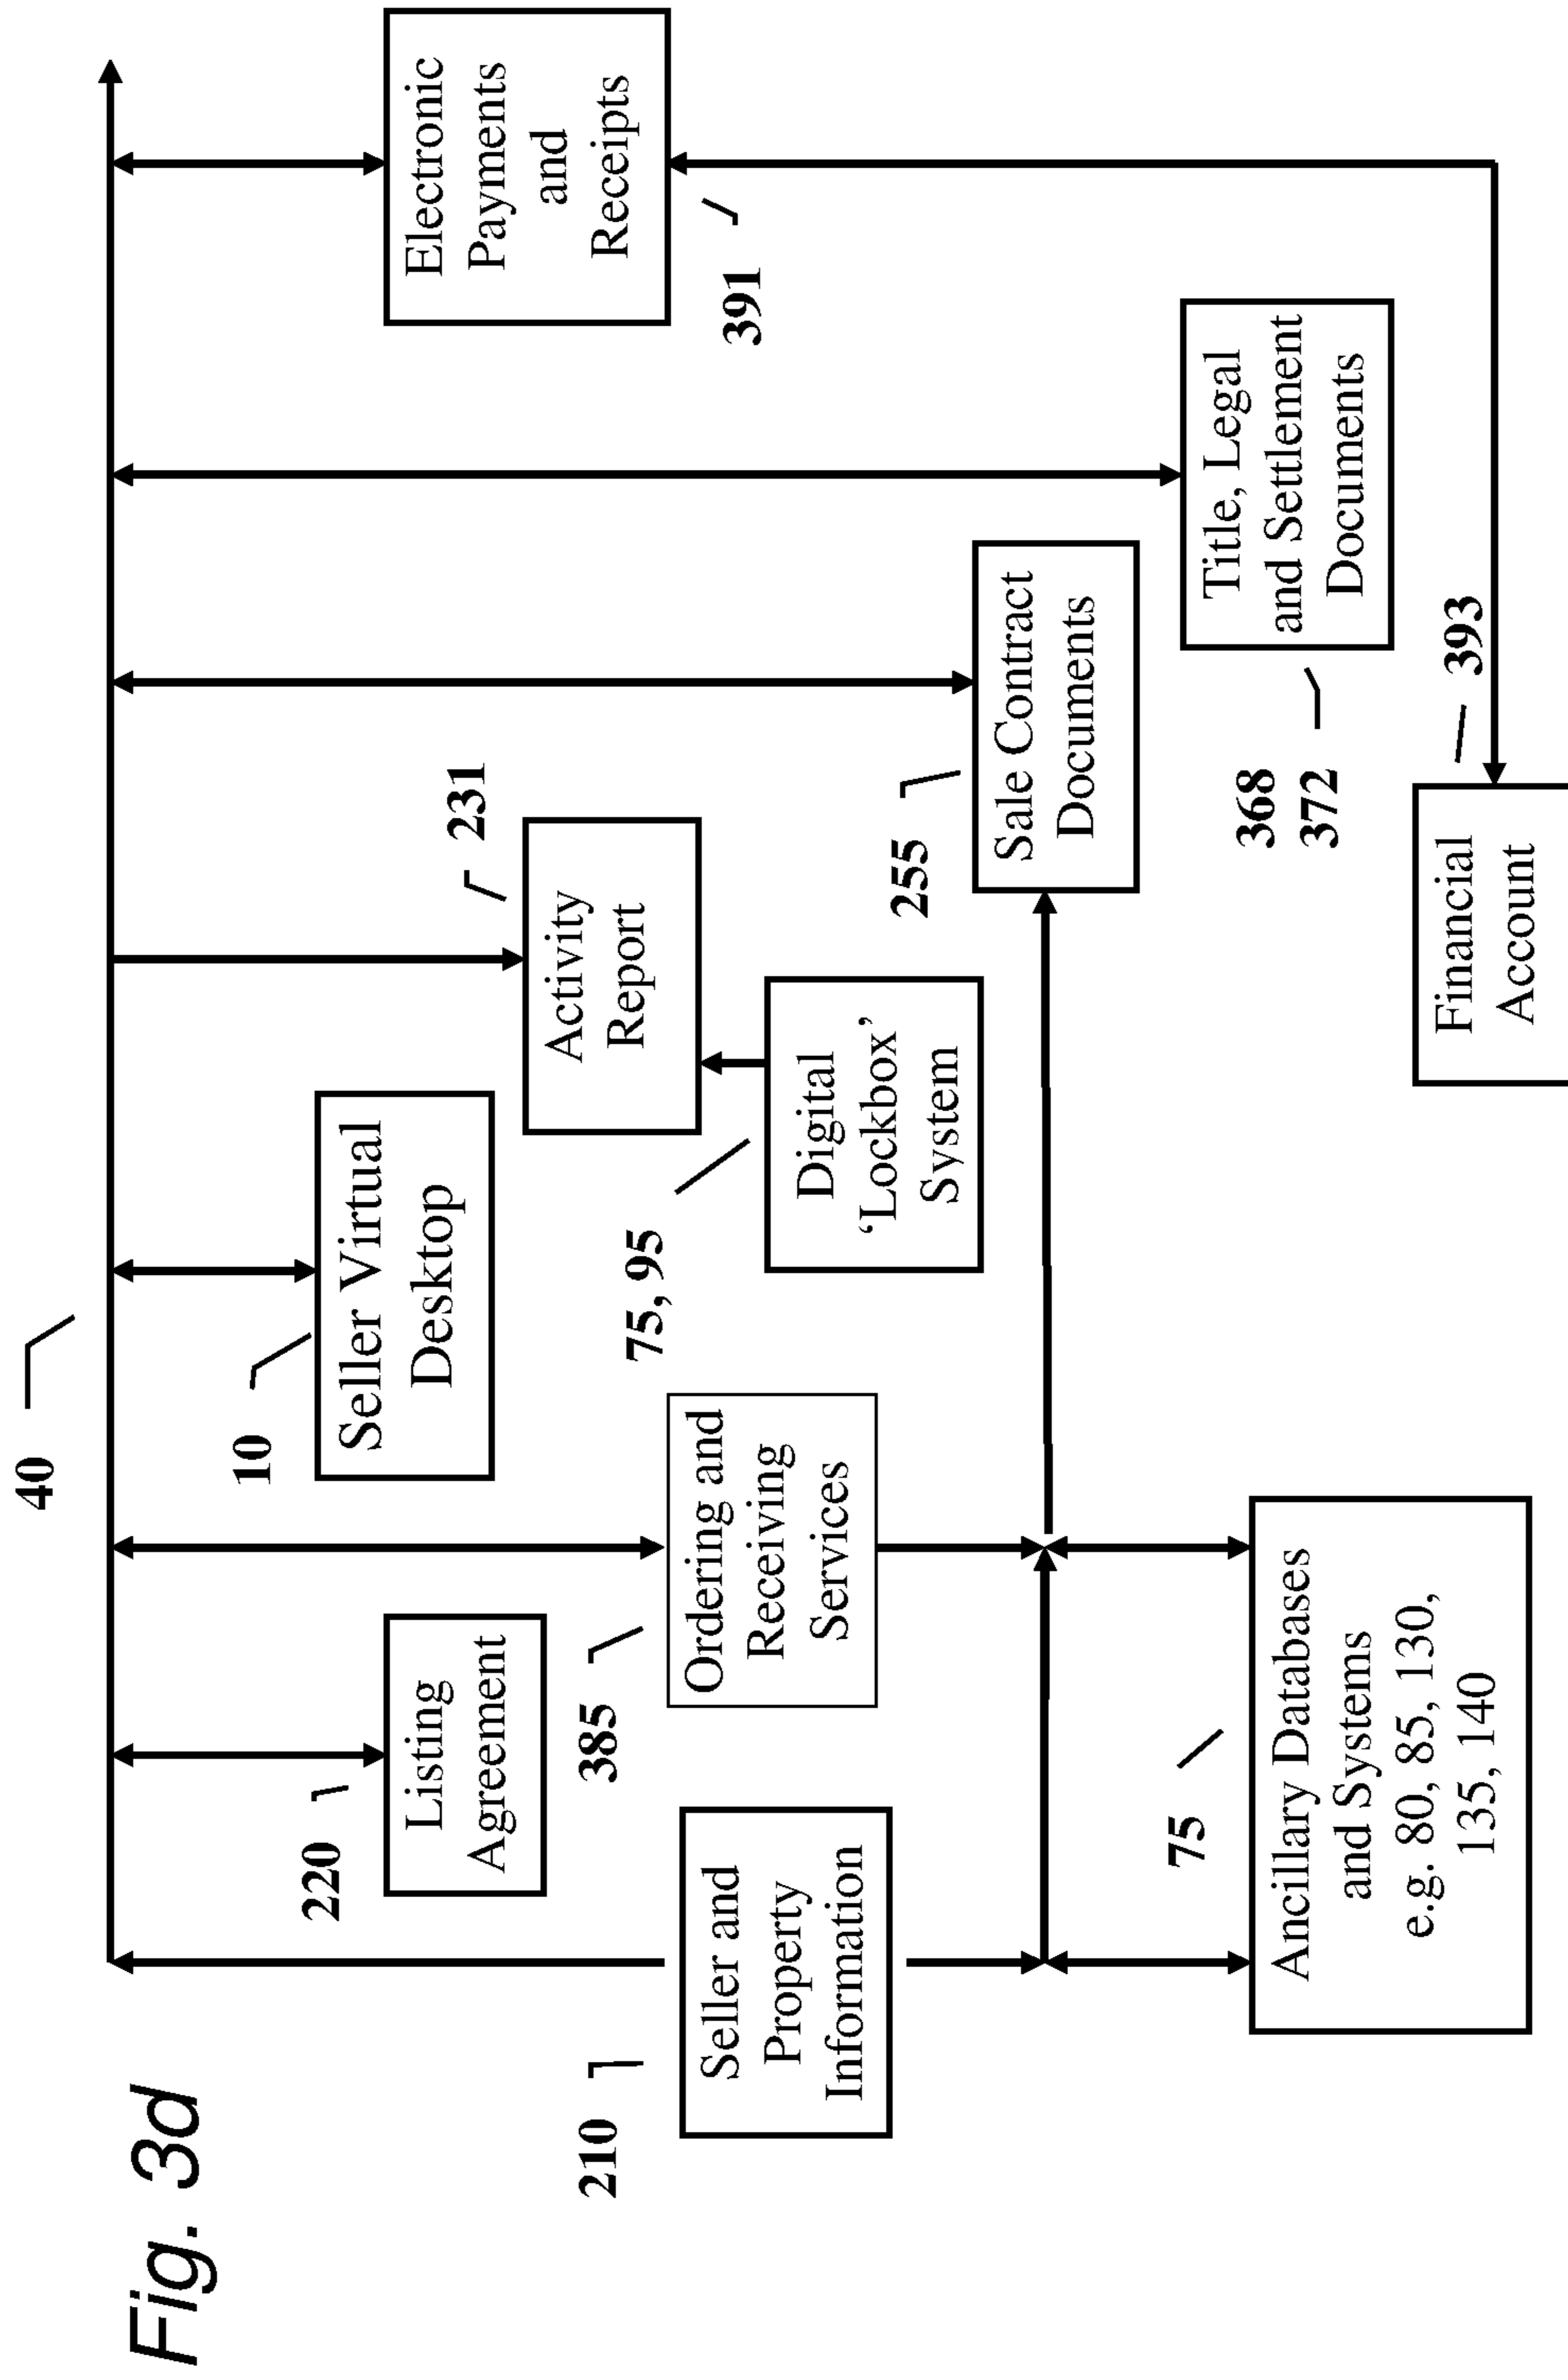 Fig. 3d
40
10
Seller Virtual
Desktop
220
Listing
Agreement
231
Activity
Report
Electronic
Payments
and
Receipts
391
210
Seller and
Property
Information
385
Ordering and
Receiving
Services
75, 95
Digital
‘Lockbox’
System
255
Sale Contract
Documents
Title, Legal
and Settlement
Documents
368
372
75
Ancillary Databases
and Systems
e.g. 80, 85, 130,
135, 140
393
Financial
Account